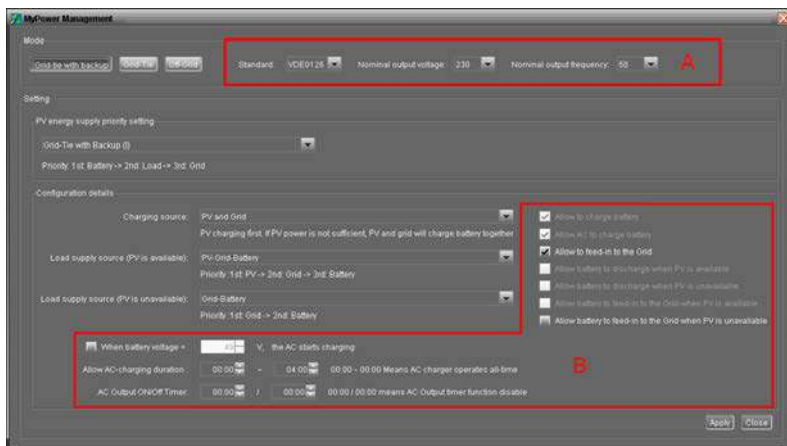 MyPower Management
Mode
Grid-tie with backup Grid-Tie Off-Grid Standard: VDE0126 Nominal output voltage: 230 Nominal output frequency: 50 A
Setting
PV energy supply priority setting
Grid-Tie with Backup (I)
Priority: 1st: Battery-> 2nd: Load-> 3rd: Grid
Configuration details
Charging source: PV and Grid
PV charging first. If PV power is not sufficient, PV and grid will charge battery together
Load supply source (PV is available): PV-Grid-Battery
Priority: 1st: PV-> 2nd: Grid-> 3rd: Battery
Load supply source (PV is unavailable): Grid-Battery
Priority: 1st: Grid-> 2nd: Battery
Allow to charge battery
Allow AC to charge battery
Allow to feed-in to the Grid
Allow battery to discharge when PV is available
Allow battery to discharge when PV is unavailable
Allow battery to feed-in to the Grid when PV is available
Allow battery to feed-in to the Grid when PV is unavailable
When battery voltage < V, the AC starts charging
Allow AC-charging duration: 00:00 ~ 04:00 00:00 - 00:00 Means AC charger operates all-time
AC Output ON/Off Timer: 00:00 / 00:00 00:00 / 00:00 means AC Output timer function disable
B
Apply Close